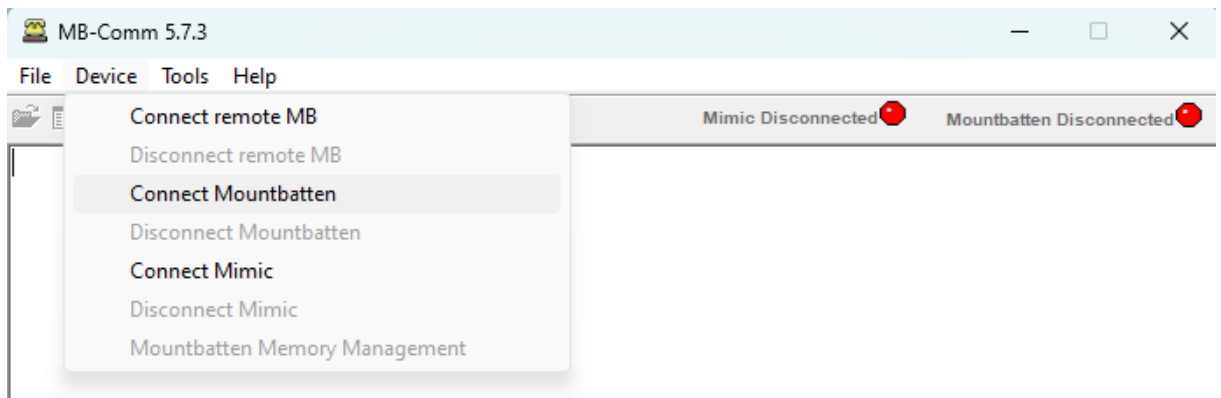 MB-Comm 5.7.3
File Device Tools Help
Mimic Disconnected Mountbatten Disconnected
Connect remote MB
Disconnect remote MB
Connect Mountbatten
Disconnect Mountbatten
Connect Mimic
Disconnect Mimic
Mountbatten Memory Management